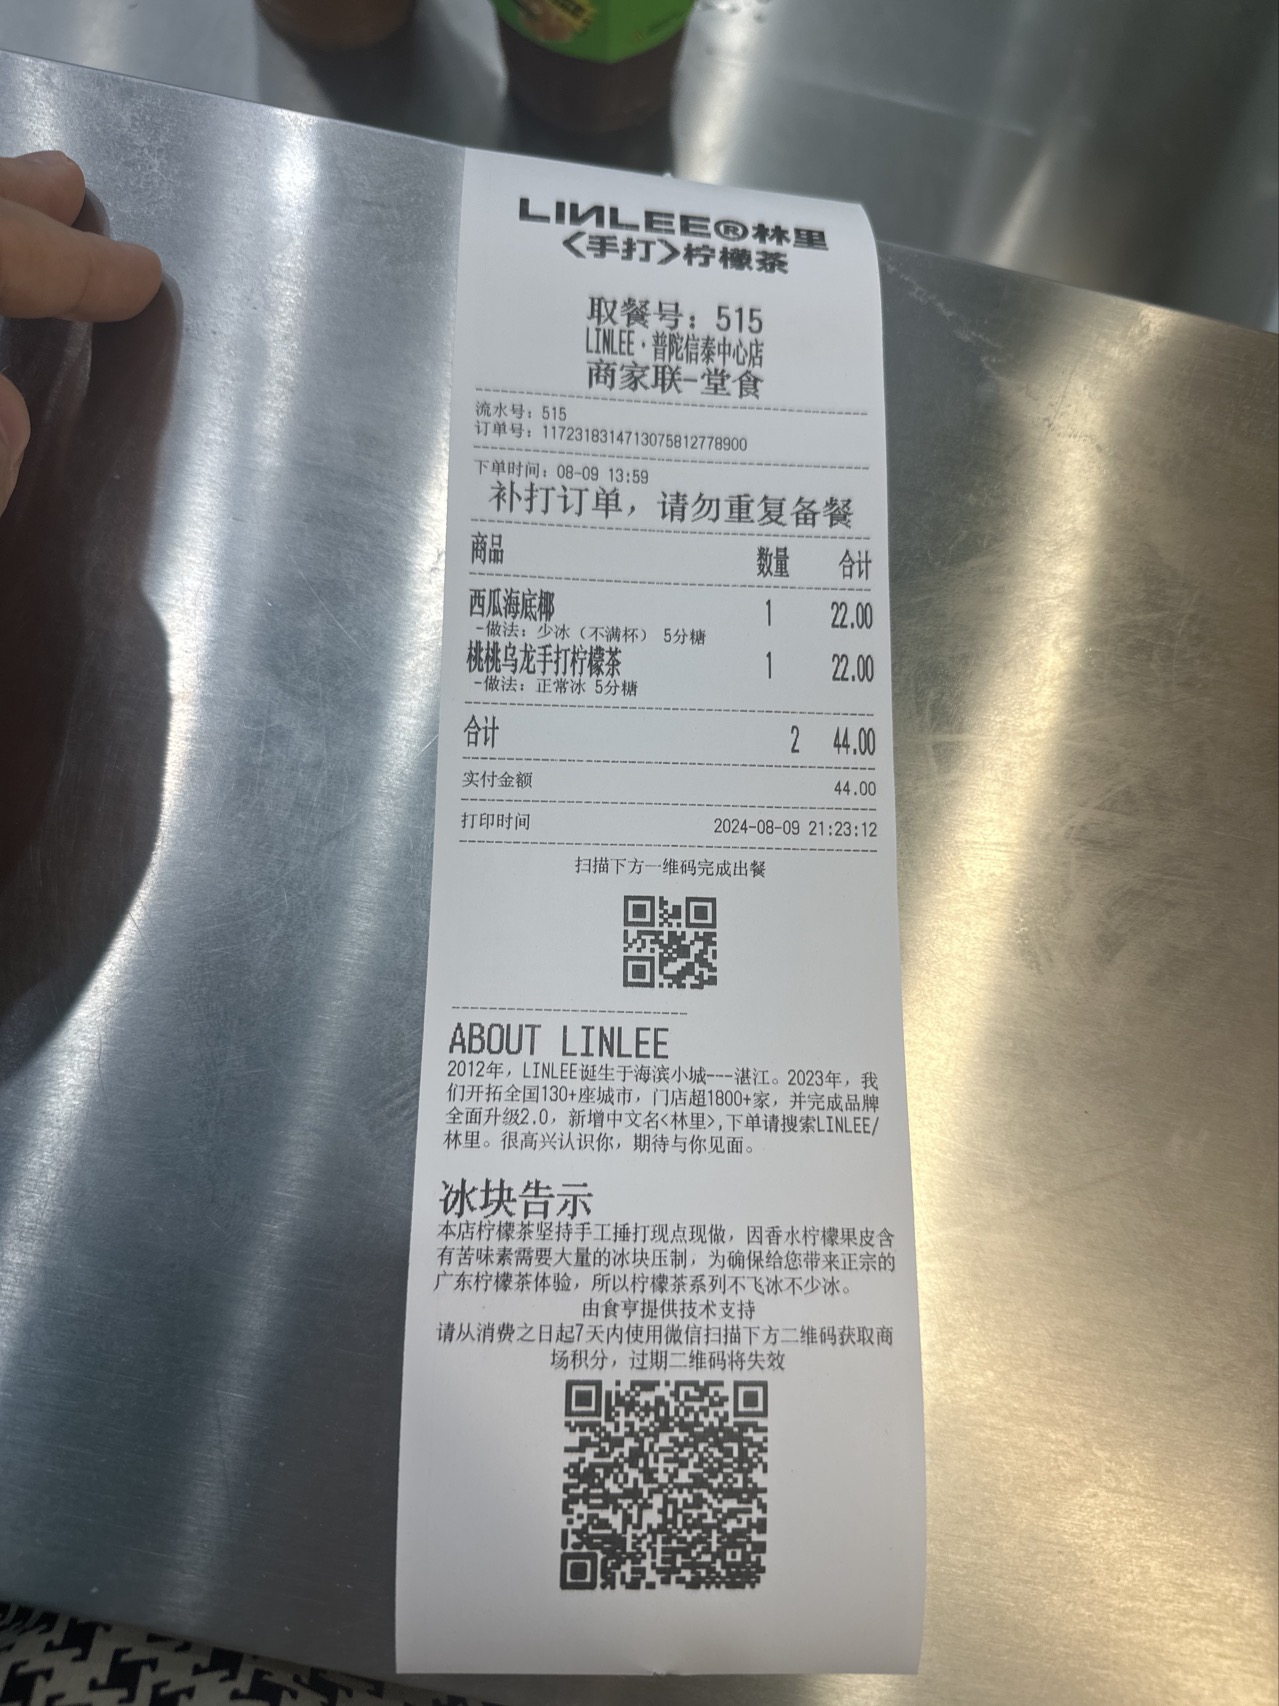 LINLEE®林里
<手打>柠檬茶
取餐号：515
LINLEE·普陀信泰中心店
商家联-堂食
流水号：515
订单号：1172318314713075812778900
下单时间：08-09 13:59
补打订单，请勿重复备餐
商品 数量 合计
西瓜海底椰 1 22.00
-做法：少冰（不满杯） 5分糖
桃桃乌龙手打柠檬茶 1 22.00
-做法：正常冰 5分糖
合计 2 44.00
实付金额 44.00
打印时间 2024-08-09 21:23:12
扫描下方一维码完成出餐
ABOUT LINLEE
2012年，LINLEE诞生于海滨小城---湛江。2023年，我
们开拓全国130+座城市，门店超1800+家，并完成品牌
全面升级2.0，新增中文名<林里>,下单请搜索LINLEE/
林里。很高兴认识你，期待与你见面。
冰块告示
本店柠檬茶坚持手工捶打现点现做，因香水柠檬果皮含
有苦味素需要大量的冰块压制，为确保给您带来正宗的
广东柠檬茶体验，所以柠檬茶系列不飞冰不少冰。
由食亨提供技术支持
请从消费之日起7天内使用微信扫描下方二维码获取商
场积分，过期二维码将失效